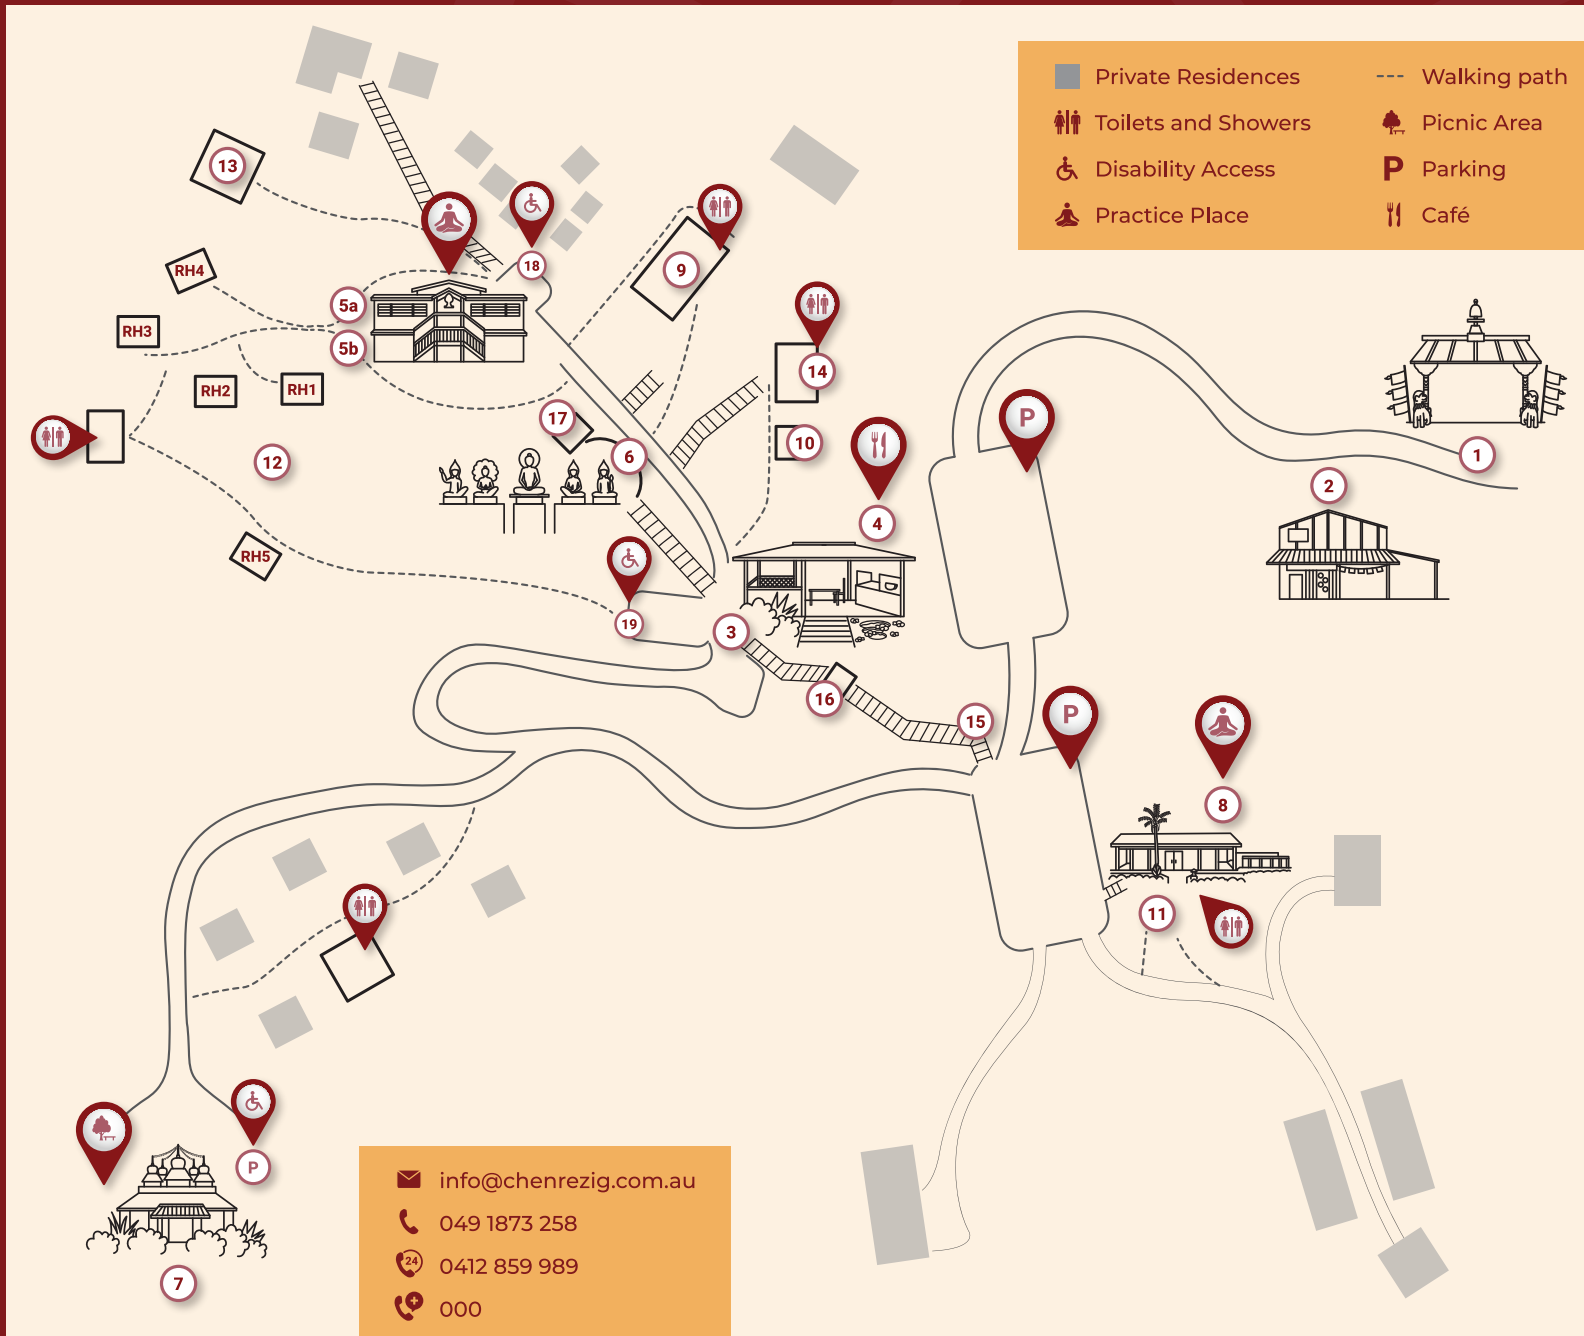 Private Residences
Walking path
Toilets and Showers
Picnic Area
Disability Access
Parking
Practice Place
P
Café
13
RH4
5a
18
9
RH3
5b
14
RH2
RH1
17
10
P
12
6
1
2
4
RH5
19
3
16
15
P
8
11
P
7
info@chenrezig.com.au
049 1873 258
24
0412 859 989
000